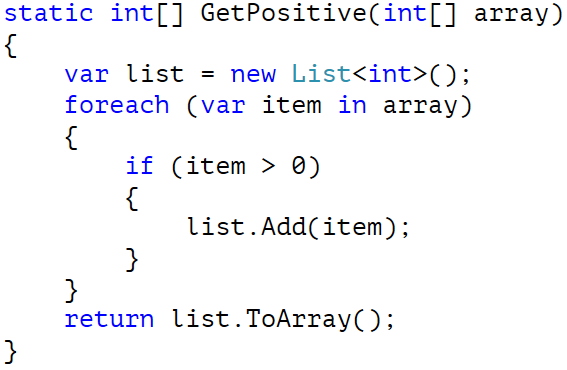 static int[] GetPositive(int[] array)
{
    var list = new List<int>();
    foreach (var item in array)
    {
        if (item > 0)
        {
            list.Add(item);
        }
    }
    return list.ToArray();
}